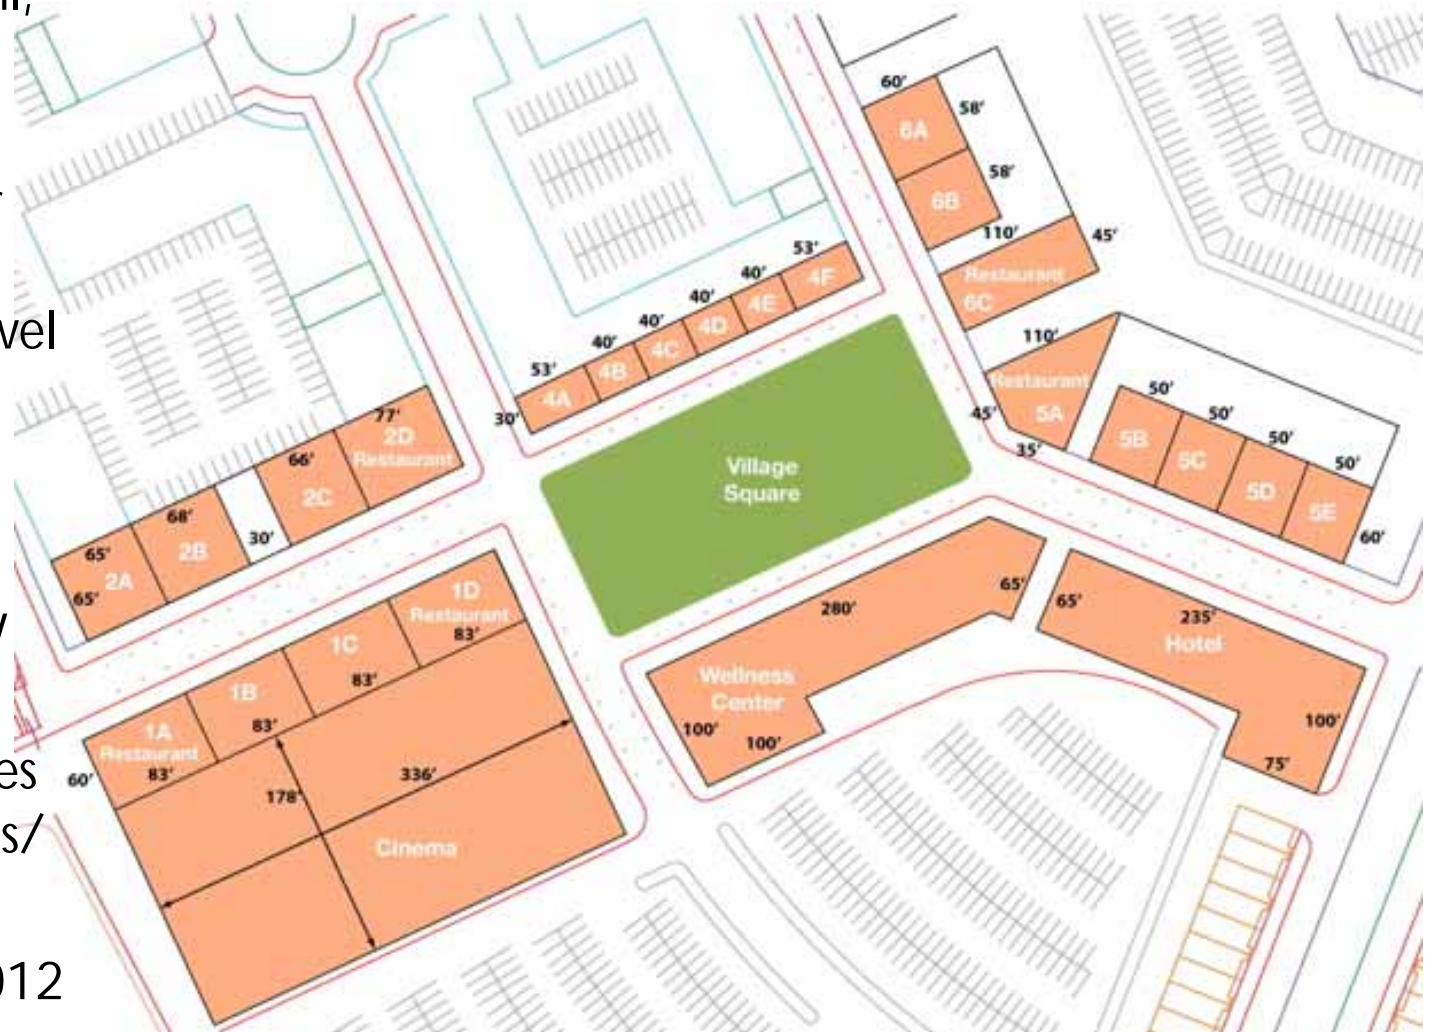 vel
es
s/
012
60'
58'
6A
58'
6B
110'
45'
Restaurant
6C
53'
40'
4F
40'
4E
40'
4D
40'
4C
53'
4B
4A
30'
110'
Restaurant
5A
45'
35'
50'
50'
50'
50'
5B
5C
5D
5E
60'
Village
Square
77'
2D
Restaurant
66'
2C
68'
30'
2B
65'
2A
65'
1D
Restaurant
83'
1C
83'
1B
83'
1A
Restaurant
83'
60'
336'
178'
Cinema
280'
65'
Wellness
Center
100'
100'
65'
235'
Hotel
100'
75'